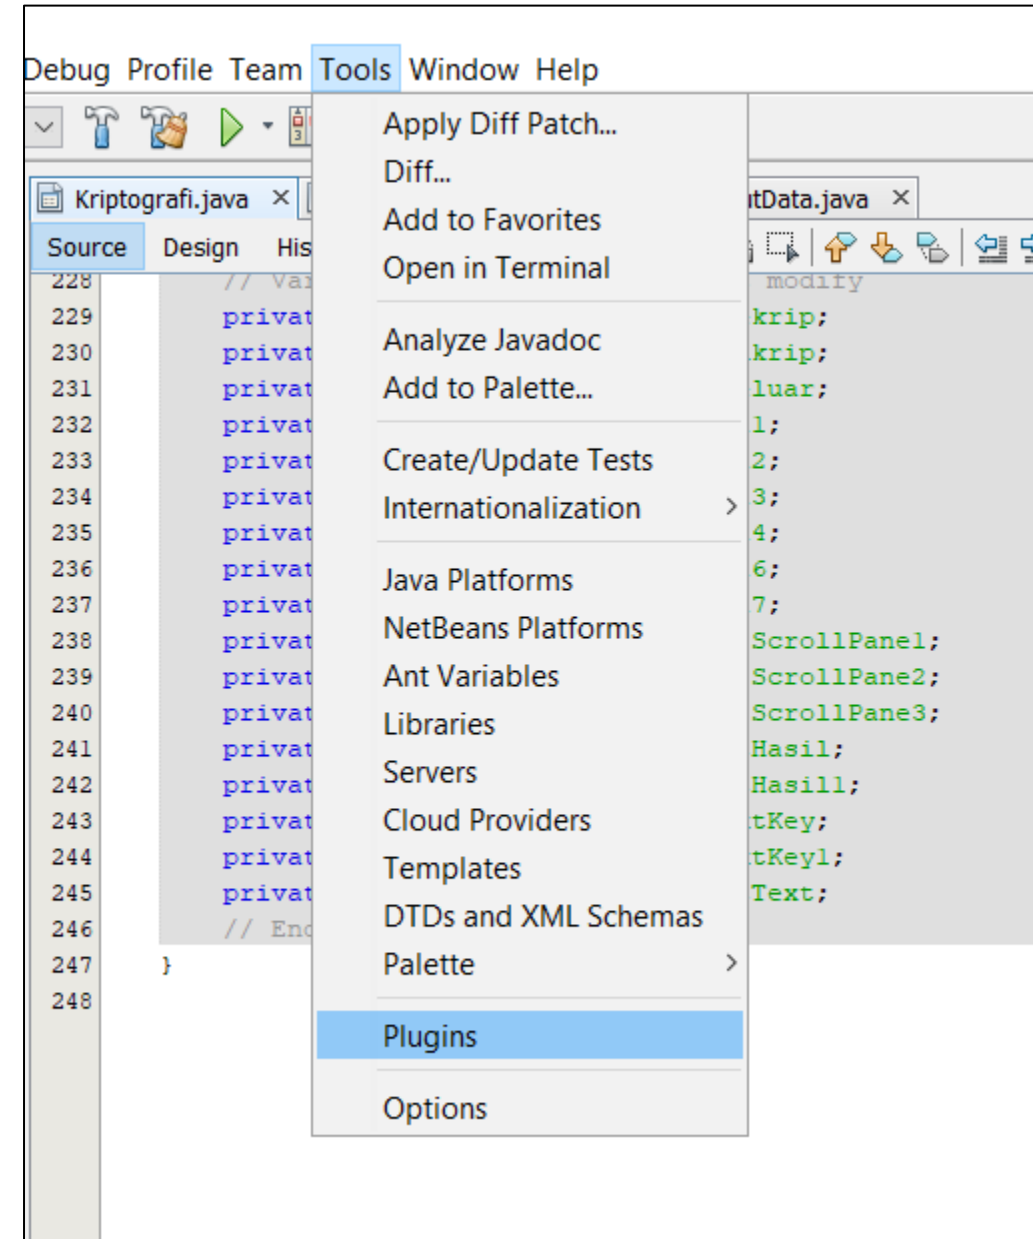 Debug Profile Team Tools Window Help
Apply Diff Patch...
Diff...
Add to Favorites
Open in Terminal
Analyze Javadoc
Add to Palette...
Create/Update Tests
Internationalization
Java Platforms
NetBeans Platforms
Ant Variables
Libraries
Servers
Cloud Providers
Templates
DTDs and XML Schemas
Palette
Plugins
Options
Kriptografi.java
utData.java
Source Design His
228 // Va modify
229 privat krip;
230 privat krip;
231 privat luar;
232 privat 1;
233 privat 2;
234 privat 3;
235 privat 4;
236 privat 6;
237 privat 7;
238 privat ScrollPane1;
239 privat ScrollPane2;
240 privat ScrollPane3;
241 privat Hasil;
242 privat Hasil1;
243 privat tKey;
244 privat tKey1;
245 privat Text;
246 // End
247 }
248